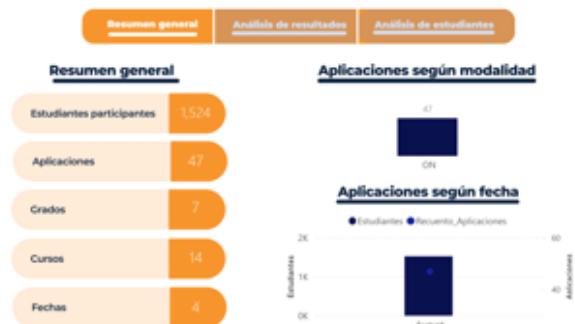 Resumen general
Análisis de resultados
Análisis de estudiantes
Resumen general
Estudiantes participantes 1,524
Aplicaciones 47
Grados 7
Cursos 14
Fechas 4
Aplicaciones según modalidad
47
ON
Aplicaciones según fecha
Estudiantes Recuento_Aplicaciones
2K
1K
0K
Estudiantes
60
40
Aplicaciones